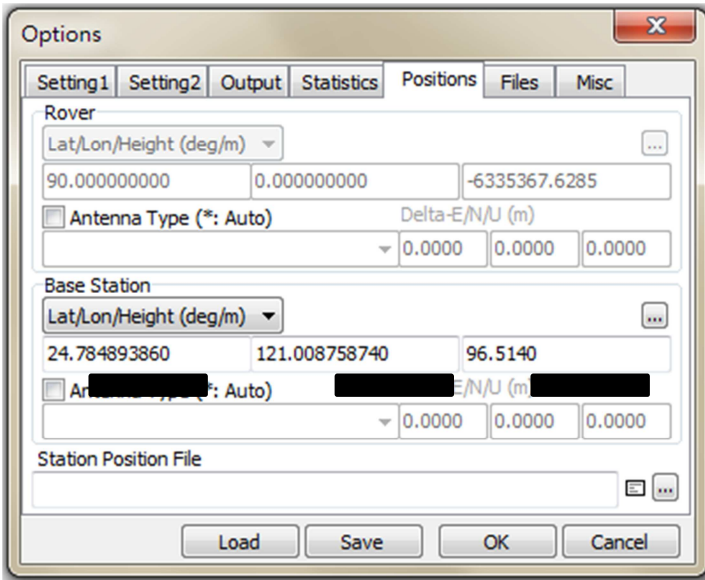 Options
Setting1 Setting2 Output Statistics Positions Files Misc
Rover
Lat/Lon/Height (deg/m) ...
90.000000000 0.000000000 -6335367.6285
Antenna Type (*: Auto) Delta-E/N/U (m)
0.0000 0.0000 0.0000
Base Station
Lat/Lon/Height (deg/m) ...
24.784893860 121.008758740 96.5140
: Auto) E/N/U (m
0.0000 0.0000 0.0000
Station Position File
...
Load Save OK Cancel